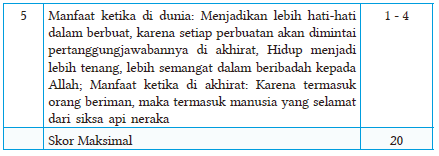 5 Manfaat ketika di dunia: Menjadikan lebih hati-hati 1 - 4
dalam berbuat, karena setiap perbuatan akan dimintai
pertanggungjawabannya di akhirat, Hidup menjadi
lebih tenang, lebih semangat dalam beribadah kepada
Allah; Manfaat ketika di akhirat: Karena termasuk
orang beriman, maka termasuk manusia yang selamat
dari siksa api neraka
Skor Maksimal 20